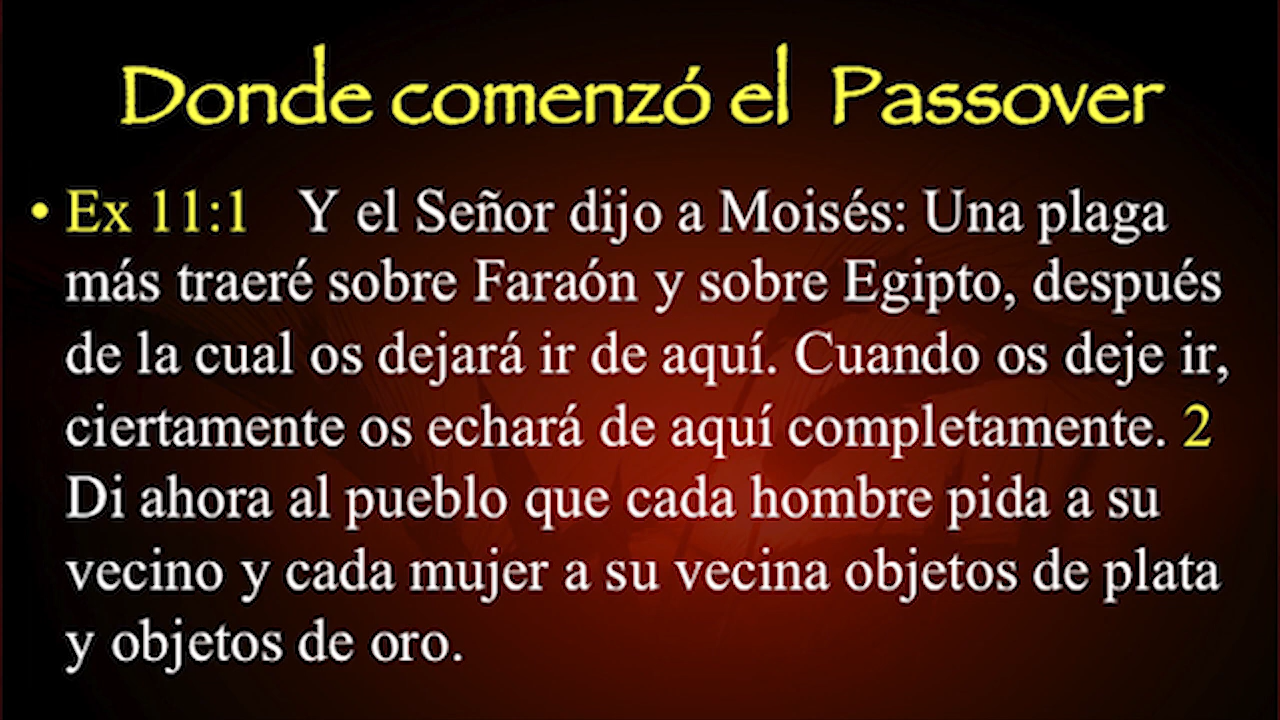 Donde comenzó el Passover
• Ex 11:1 Y el Señor dijo a Moisés: Una plaga
más traeré sobre Faraón y sobre Egipto, después
de la cual os dejará ir de aquí. Cuando os deje ir,
ciertamente os echará de aquí completamente. 2
Di ahora al pueblo que cada hombre pida a su
vecino y cada mujer a su vecina objetos de plata
y objetos de oro.